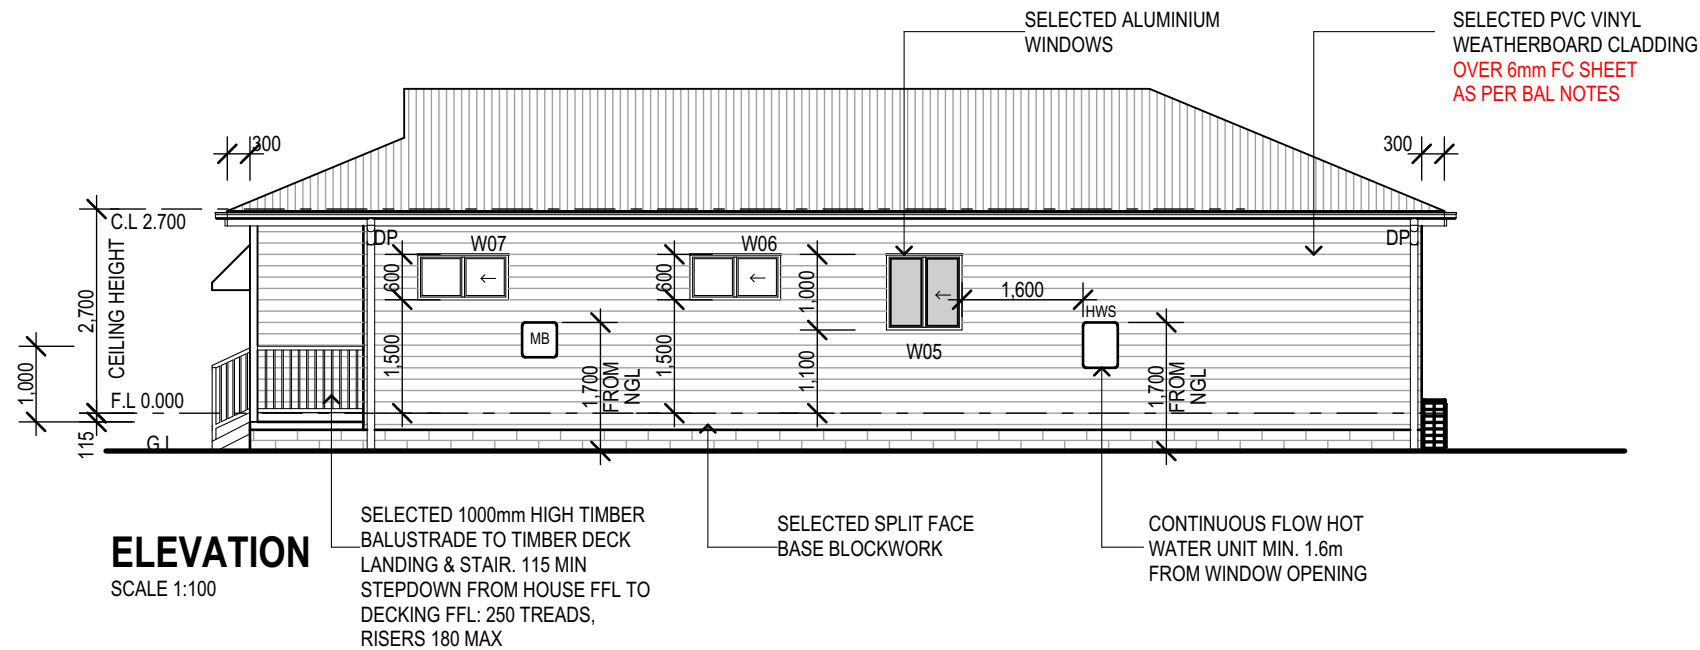 SELECTED ALUMINIUM
WINDOWS
SELECTED PVC VINYL
WEATHERBOARD CLADDING
OVER 6mm FC SHEET
AS PER BAL NOTES
300
300
C.L 2.700
DP
W07
W06
DP
CEILING HEIGHT
2,700
600
600
1,000
1,600
HWS
MB
W05
1,000
1,500
1,500
1,100
1,700
FROM
NGL
1,700
FROM
NGL
F.L 0.000
115
G.L
ELEVATION
SCALE 1:100
SELECTED 1000mm HIGH TIMBER
BALUSTRADE TO TIMBER DECK
LANDING & STAIR. 115 MIN
STEPDOWN FROM HOUSE FFL TO
DECKING FFL: 250 TREADS,
RISERS 180 MAX
SELECTED SPLIT FACE
BASE BLOCKWORK
CONTINUOUS FLOW HOT
WATER UNIT MIN. 1.6m
FROM WINDOW OPENING